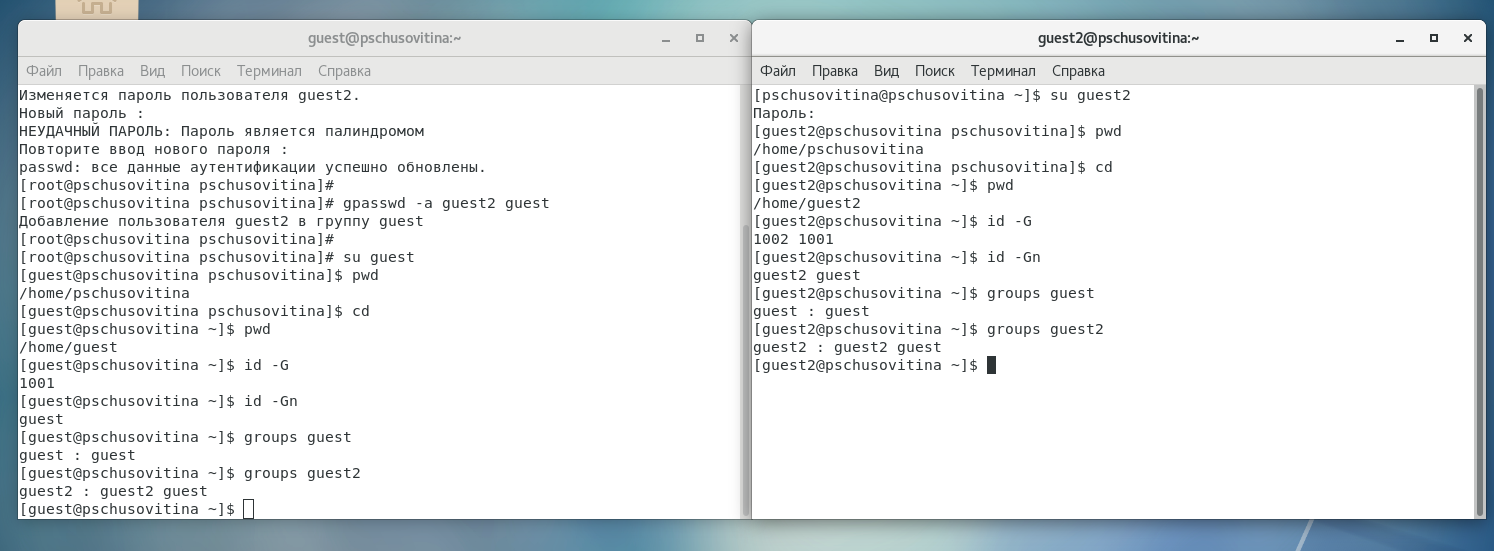 guest@pschusovitina:~
Файл Правка Вид Поиск Терминал Справка
Изменяется пароль пользователя guest2.
Новый пароль :
НЕУДАЧНЫЙ ПАРОЛЬ: Пароль является палиндромом
Повторите ввод нового пароля :
passwd: все данные аутентификации успешно обновлены.
[root@pschusovitina pschusovitina]#
[root@pschusovitina pschusovitina]# gpasswd -a guest2 guest
Добавление пользователя guest2 в группу guest
[root@pschusovitina pschusovitina]#
[root@pschusovitina pschusovitina]# su guest
[guest@pschusovitina pschusovitina]$ pwd
/home/pschusovitina
[guest@pschusovitina pschusovitina]$ cd
[guest@pschusovitina ~]$ pwd
/home/guest
[guest@pschusovitina ~]$ id -G
1001
[guest@pschusovitina ~]$ id -Gn
guest
[guest@pschusovitina ~]$ groups guest
guest : guest
[guest@pschusovitina ~]$ groups guest2
guest2 : guest2 guest
[guest@pschusovitina ~]$
guest2@pschusovitina:~
Файл Правка Вид Поиск Терминал Справка
[pschusovitina@pschusovitina ~]$ su guest2
Пароль:
[guest2@pschusovitina pschusovitina]$ pwd
/home/pschusovitina
[guest2@pschusovitina pschusovitina]$ cd
[guest2@pschusovitina ~]$ pwd
/home/guest2
[guest2@pschusovitina ~]$ id -G
1002 1001
[guest2@pschusovitina ~]$ id -Gn
guest2 guest
[guest2@pschusovitina ~]$ groups guest
guest : guest
[guest2@pschusovitina ~]$ groups guest2
guest2 : guest2 guest
[guest2@pschusovitina ~]$